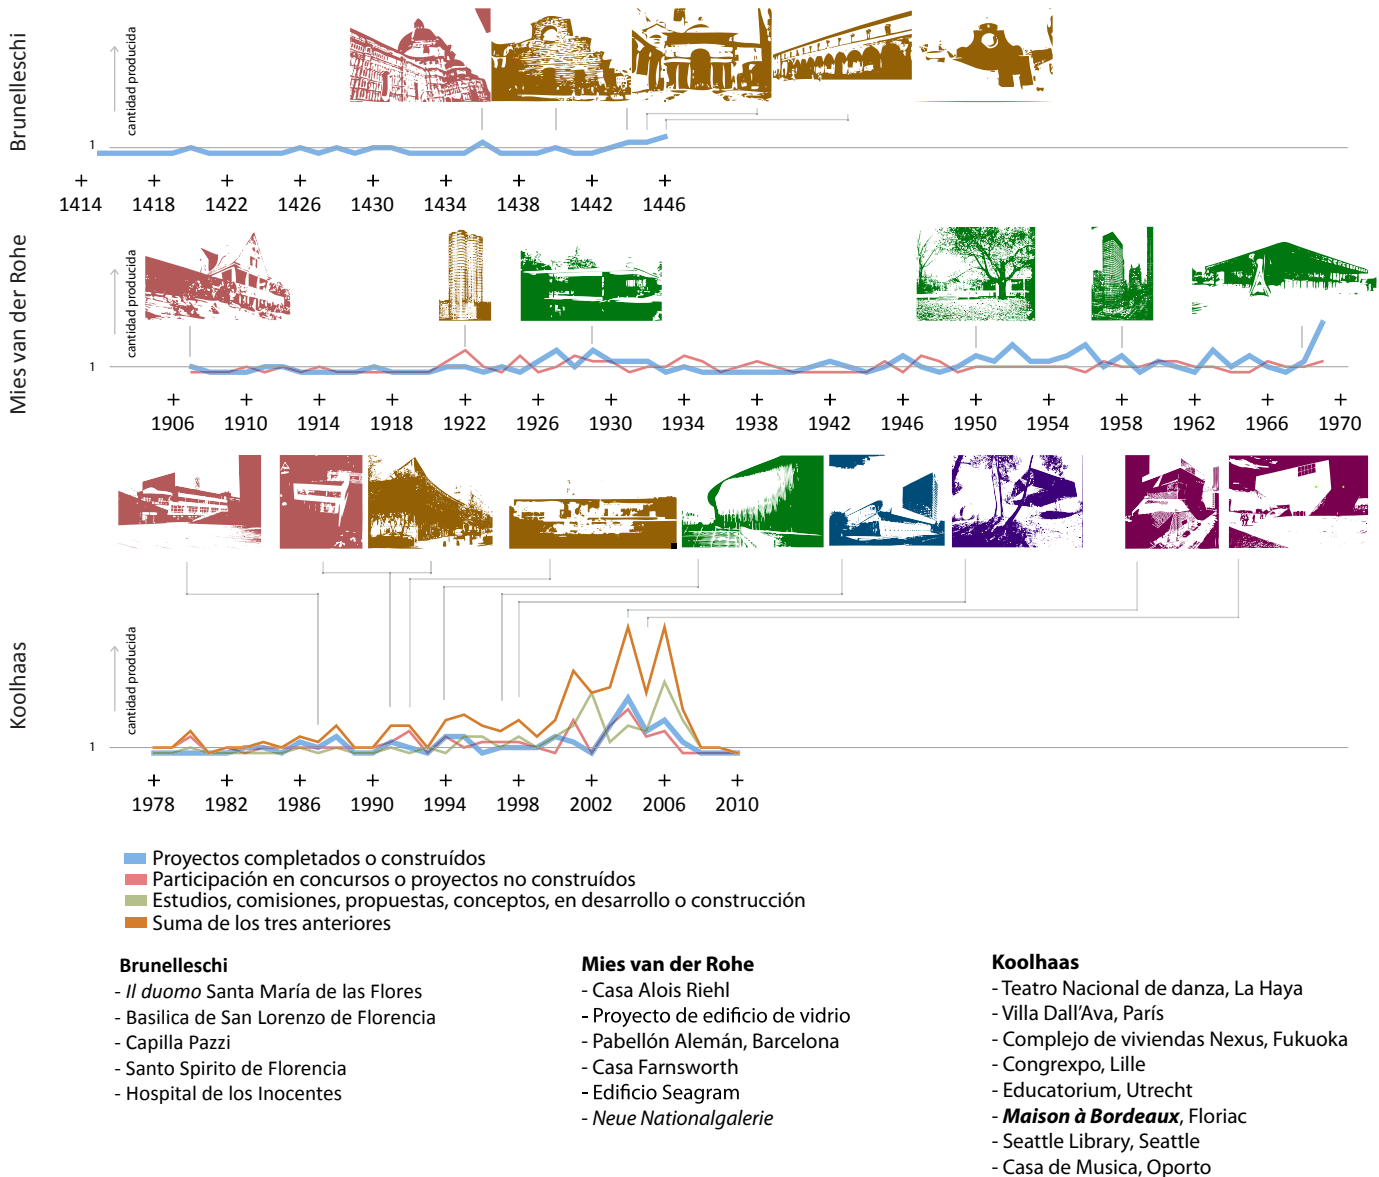 Brunelleschi
cantidad producida
1
1414 1418 1422 1426 1430 1434 1438 1442 1446
Mies van der Rohe
cantidad producida
1
1906 1910 1914 1918 1922 1926 1930 1934 1938 1942 1946 1950 1954 1958 1962 1966 1970
Koolhaas
cantidad producida
1
1978 1982 1986 1990 1994 1998 2002 2006 2010
Proyectos completados o construídos
Participación en concursos o proyectos no construídos
Estudios, comisiones, propuestas, conceptos, en desarrollo o construcción
Suma de los tres anteriores
Brunelleschi
- Il duomo Santa María de las Flores
- Basilica de San Lorenzo de Florencia
- Capilla Pazzi
- Santo Spirito de Florencia
- Hospital de los Inocentes
Mies van der Rohe
- Casa Alois Riehl
- Proyecto de edificio de vidrio
- Pabellón Alemán, Barcelona
- Casa Farnsworth
- Edificio Seagram
- Neue Nationalgalerie
Koolhaas
- Teatro Nacional de danza, La Haya
- Villa Dall'Ava, París
- Complejo de viviendas Nexus, Fukuoka
- Congrexpo, Lille
- Educatorium, Utrecht
- Maison à Bordeaux, Floriac
- Seattle Library, Seattle
- Casa de Musica, Oporto